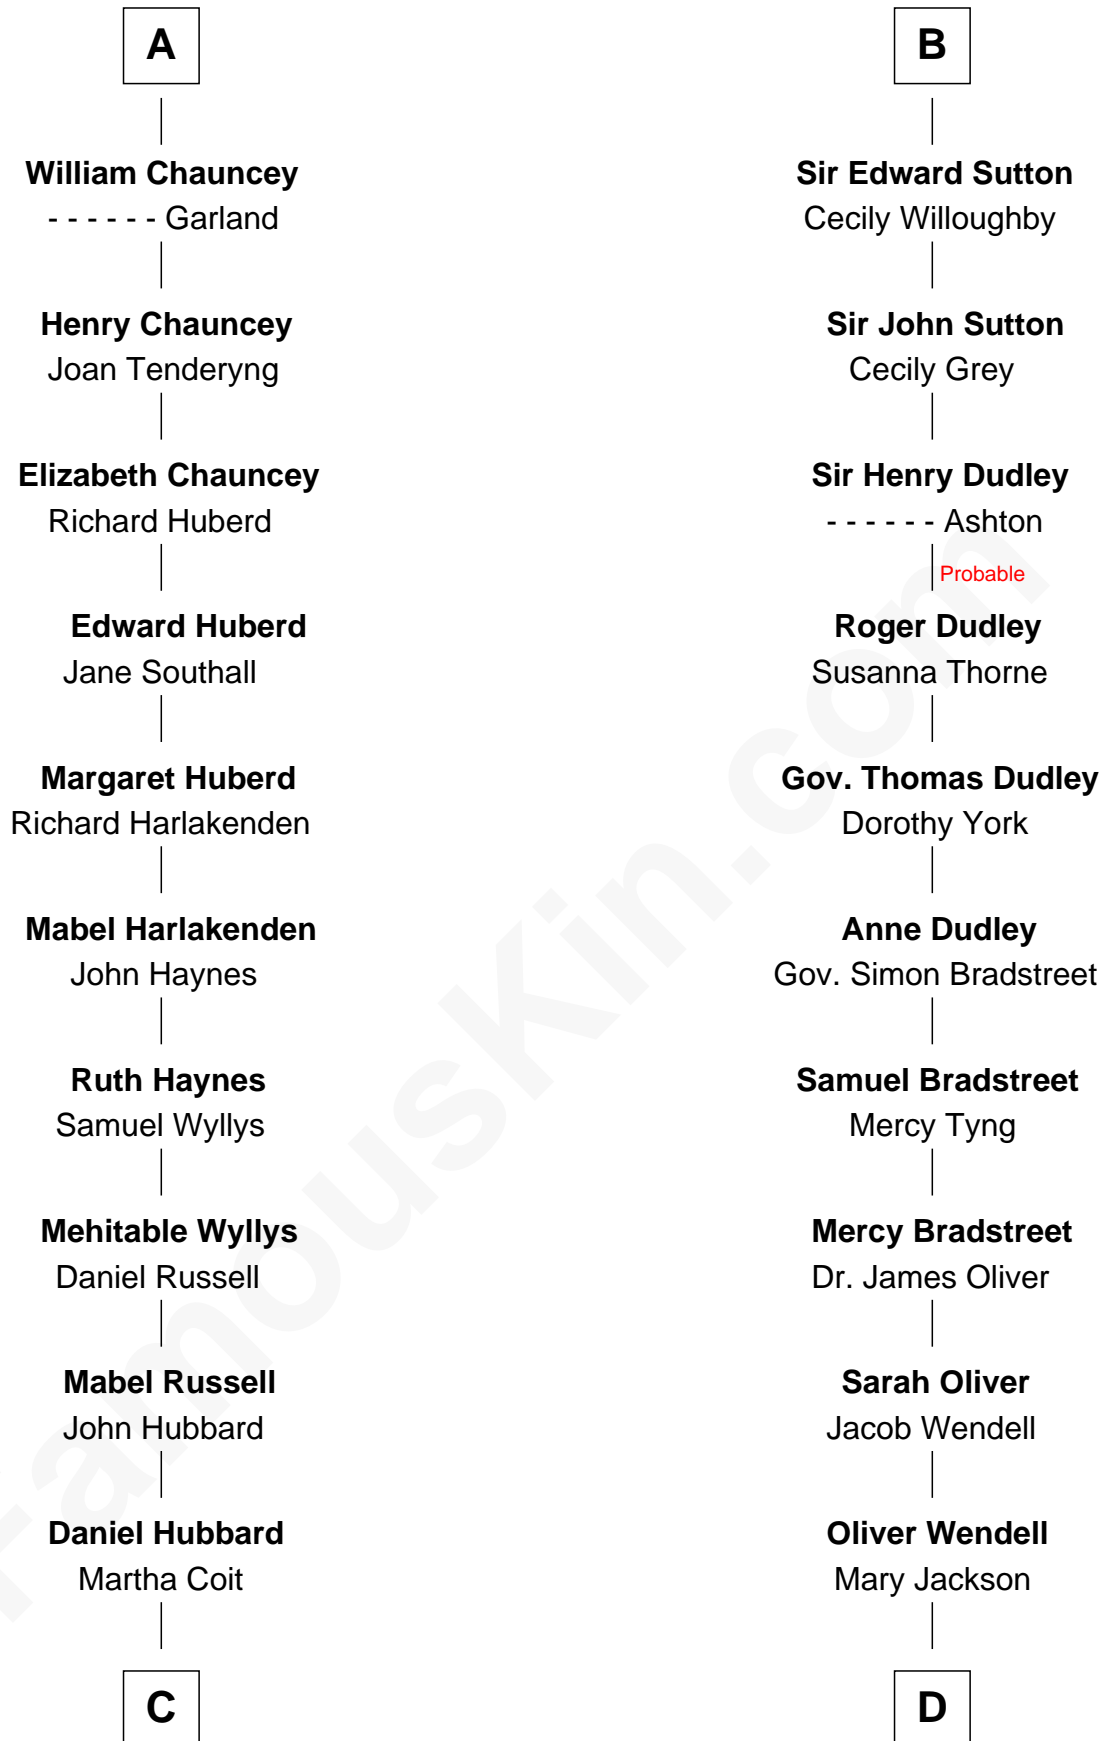 A
William Chauncey
- - - - - - Garland
Henry Chauncey
Joan Tenderyng
Elizabeth Chauncey
Richard Huberd
Edward Huberd
Jane Southall
Margaret Huberd
Richard Harlakenden
Mabel Harlakenden
John Haynes
Ruth Haynes
Samuel Wyllys
Mehitable Wyllys
Daniel Russell
Mabel Russell
John Hubbard
Daniel Hubbard
Martha Coit
C
B
Sir Edward Sutton
Cecily Willoughby
Sir John Sutton
Cecily Grey
Sir Henry Dudley
- - - - - - Ashton
Probable
Roger Dudley
Susanna Thorne
Gov. Thomas Dudley
Dorothy York
Anne Dudley
Gov. Simon Bradstreet
Samuel Bradstreet
Mercy Tyng
Mercy Bradstreet
Dr. James Oliver
Sarah Oliver
Jacob Wendell
Oliver Wendell
Mary Jackson
D
FamousKin.com